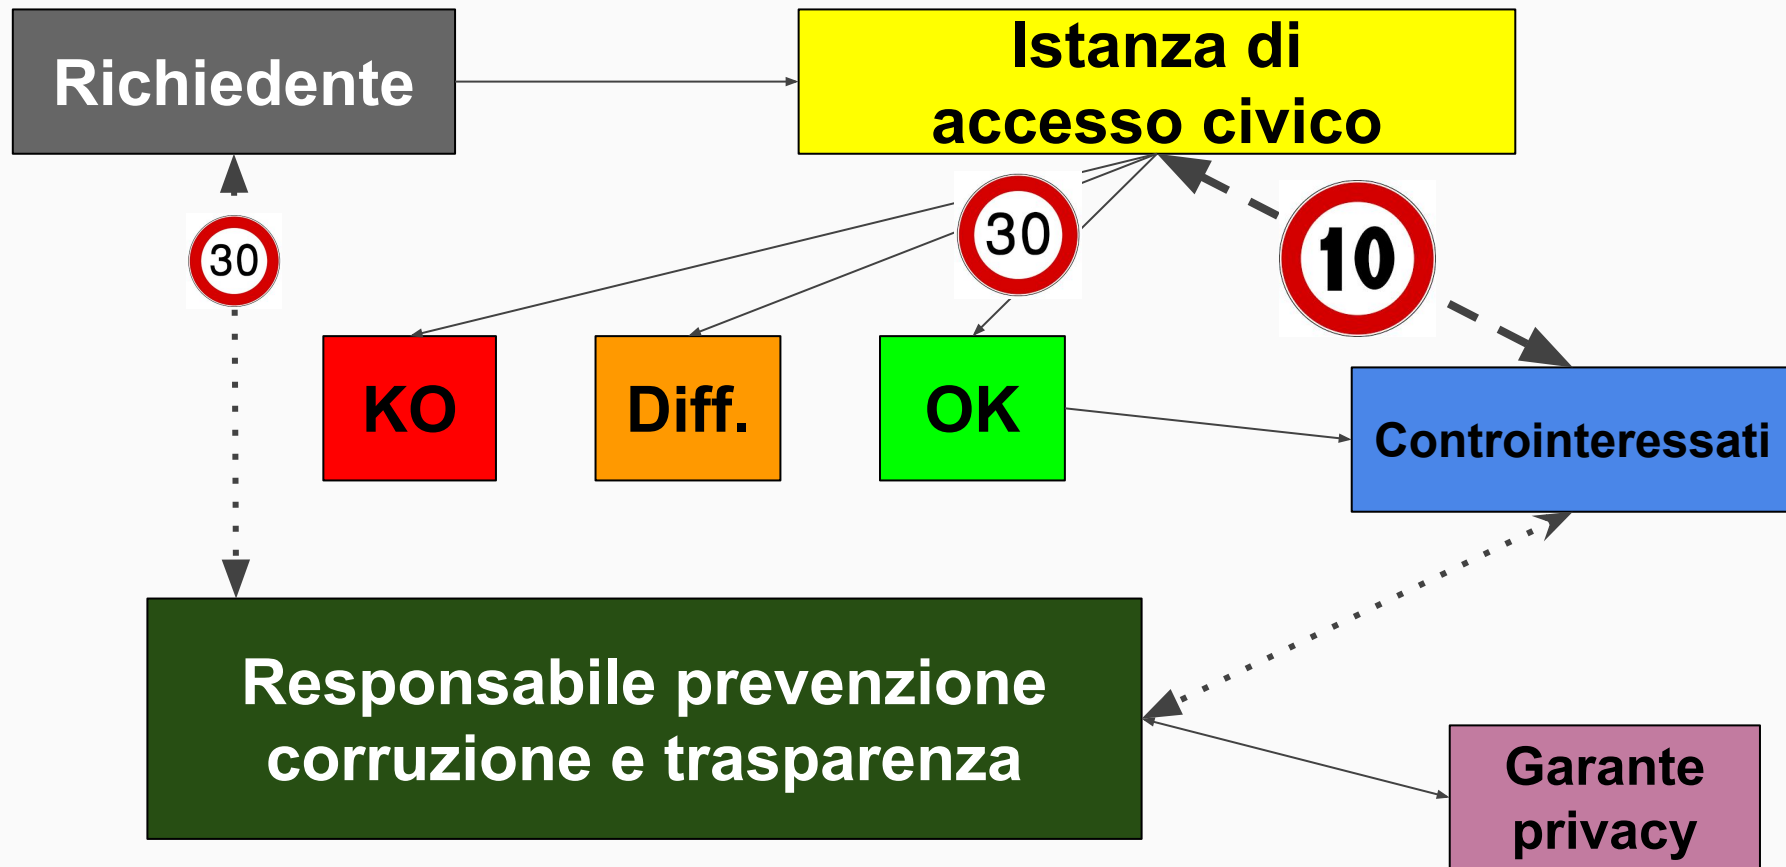 Richiedente
Istanza di
accesso civico
30
30
10
KO
Diff.
OK
Controinteressati
Responsabile prevenzione
corruzione e trasparenza
Garante
privacy